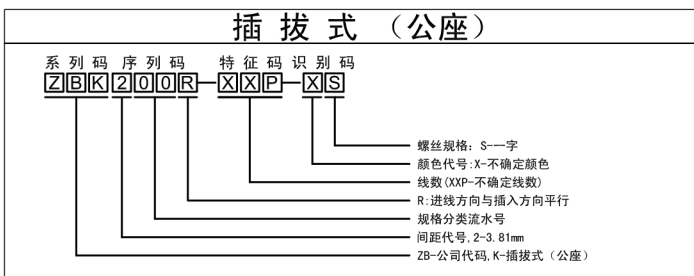 插拔式（公座）
系列码 序列码 特征码 识别码
ZBK200R-XXP-XS
螺丝规格：S-一字
颜色代号:X-不确定颜色
线数(XXP-不确定线数)
R:进线方向与插入方向平行
规格分类流水号
间距代号,2-3.81mm
ZB-公司代码,K-插拔式（公座）